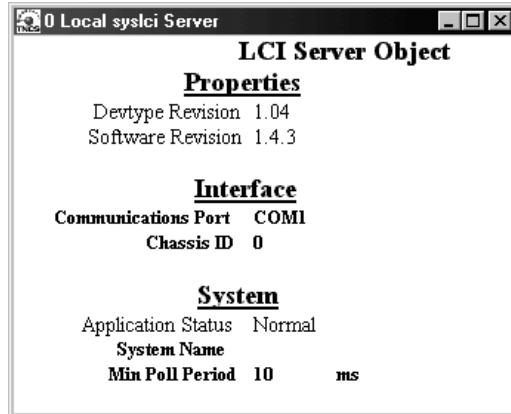 0 Local syslci Server
LCI Server Object
Properties
Devtype Revision 1.04
Software Revision 1.4.3
Interface
Communications Port COM1
Chassis ID 0
System
Application Status Normal
System Name
Min Poll Period 10 ms